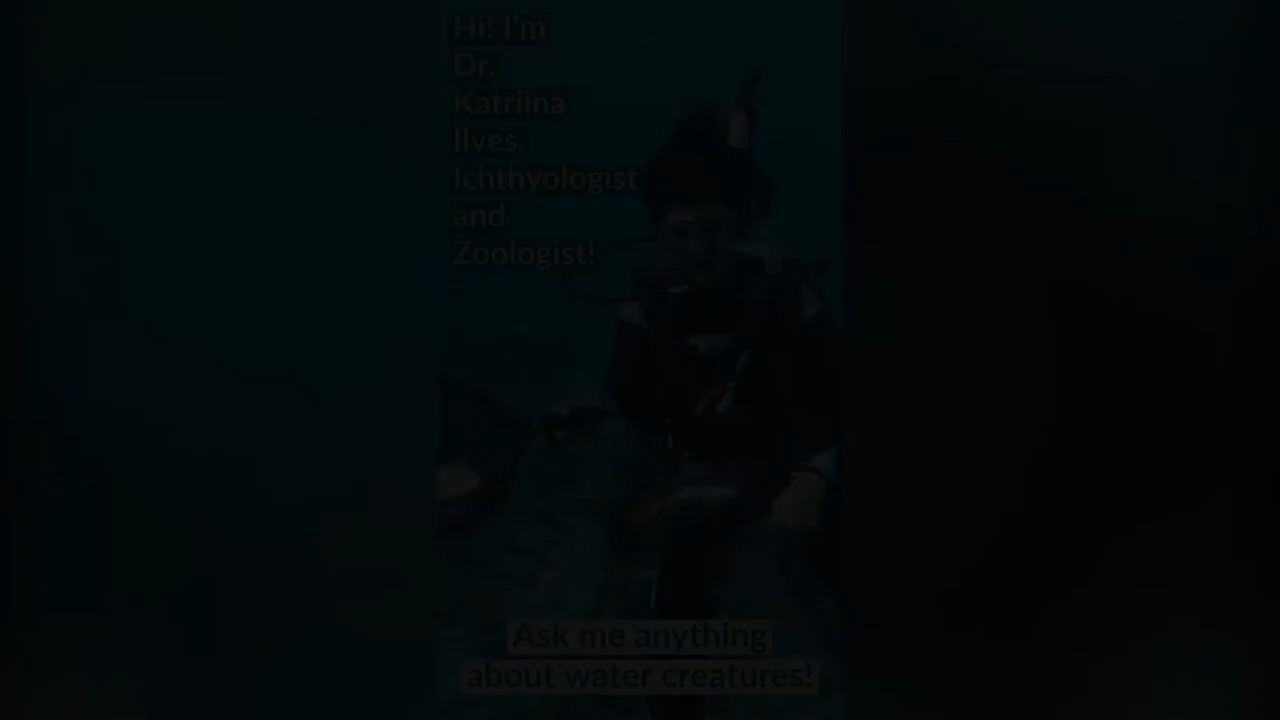 Hi! I'm
Dr.
Katriina
Ilves,
Ichthyologist
and
Zoologist!
Ask me anything
about water creatures!